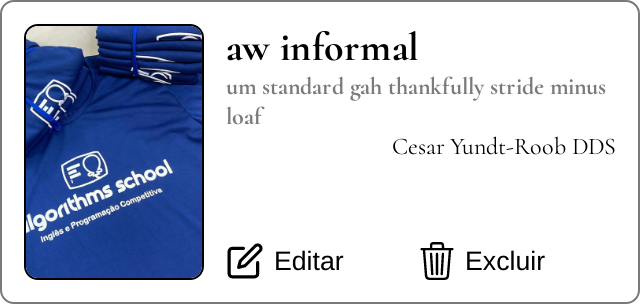 aw informal
um standard gah thankfully stride minus
loaf
Cesar Yundt-Roob DDS
algorithms school
Inglês e Programação Competitiva
Editar
Excluir